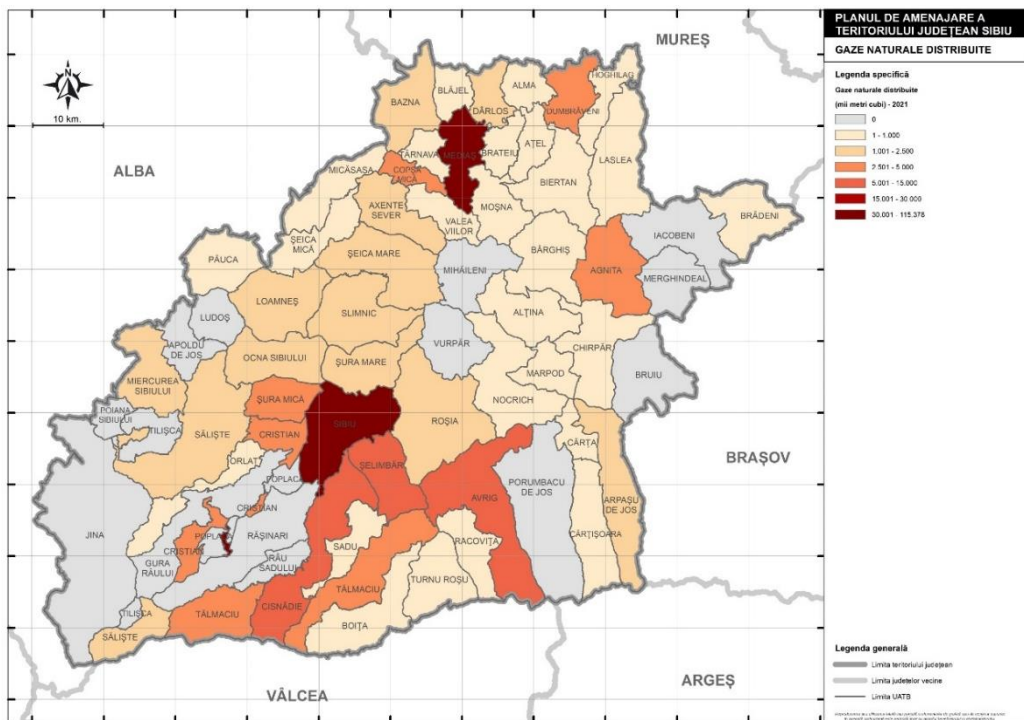 PLANUL DE AMENAJARE A
TERITORIULUI JUDEȚEAN SIBIU
GAZE NATURALE DISTRIBUITE
Legenda specifică
Gaze naturale distribuite
(mii metri cubi) - 2021
0
1 - 1.000
1.001 - 2.500
2.501 - 5.000
5.001 - 15.000
15.001 - 30.000
30.001 - 115.378
MUREȘ
N
10 km.
ALBA
BAZNA
BLĂJEL
DÂRLOS
ALMA
DUMBRĂVENI
HOGHILAG
TÂRNAVA
MEDIAȘ
BRATEIU
AȚEL
LASLEA
MICĂSASA
COPȘA
MICĂ
BIERTAN
AXENTE
SEVER
VALEA
VIILOR
MOȘNA
BRĂDENI
ȘEICA
MICĂ
ȘEICA MARE
MIHĂILENI
BÂRGHIȘ
IACOBENI
PĂUCA
AGNITA
MERGHINDEAL
LOAMNEȘ
SLIMNIC
ALȚINA
LUDOȘ
APOLDU
DE JOS
VURPĂR
CHIRPĂR
OCNA SIBIULUI
ȘURA MARE
MARPOD
BRUIU
MIERCUREA
SIBIULUI
NOCRICH
POIANA
SIBIULUI
TILIȘCA
SĂLIȘTE
ȘURA MICĂ
CRISTIAN
SIBIU
ROȘIA
CÂRȚA
ORLAT
POPLACA
ȘELIMBĂR
BRAȘOV
AVRIG
PORUMBACU
DE JOS
ARPAȘU
DE JOS
JINA
CRISTIAN
RĂȘINARI
CÂRȚIȘOARA
CRISTIAN
GURA
RÂULUI
RÂU
SADULUI
SADU
RACOVIȚA
TURNU ROȘU
TILIȘCA
TĂLMACIU
CISNĂDIE
TĂLMACIU
BOIȚA
SĂLIȘTE
VÂLCEA
ARGEȘ
Legenda generală
Limita teritoriului județean
Limita județelor vecine
Limita UATB